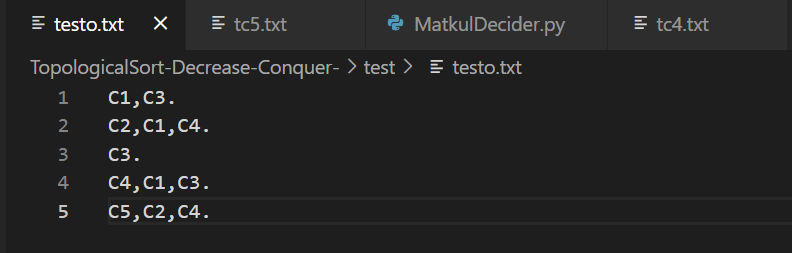 testo.txt × tc5.txt MatkulDecider.py tc4.txt
TopologicalSort-Decrease-Conquer- > test > testo.txt
1 C1,C3.
2 C2,C1,C4.
3 C3.
4 C4,C1,C3.
5 C5,C2,C4.